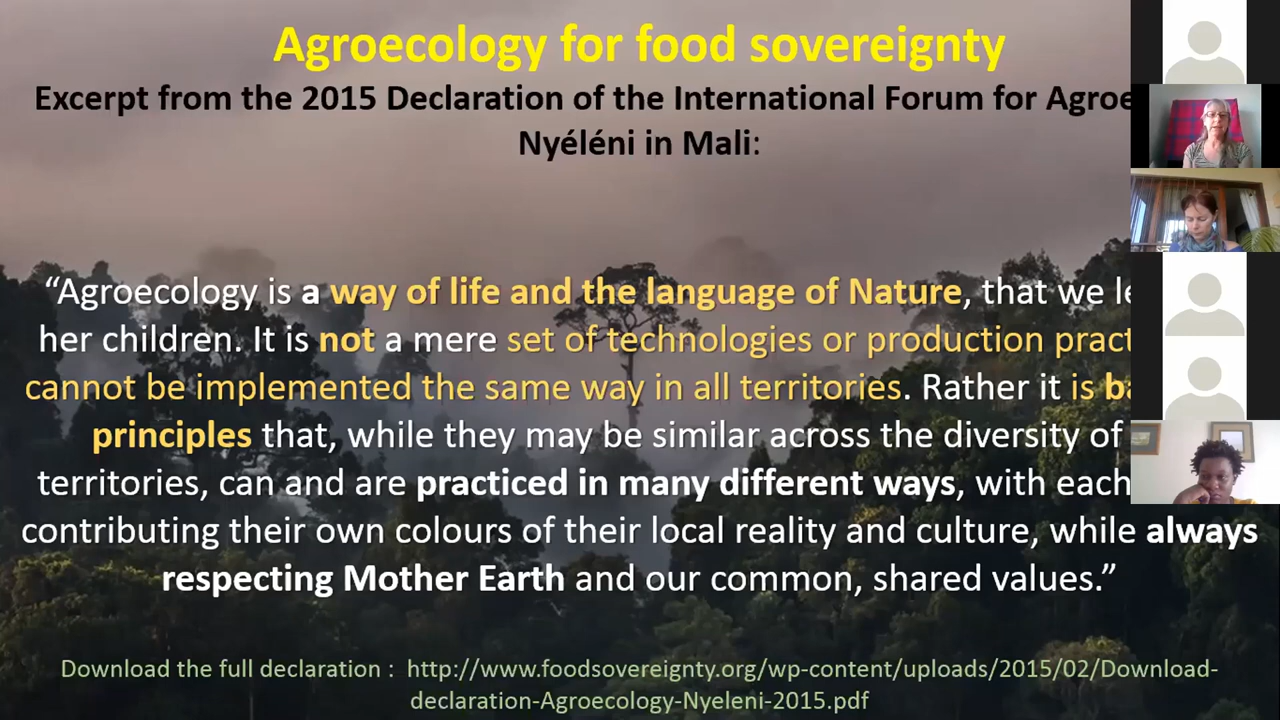 Agroecology for food sovereignty
Excerpt from the 2015 Declaration of the International Forum for
Nyéléni in Mali:
“Agroecology is a way of life and the language of Nature, that we
her children. It is not a mere set of technologies or production
cannot be implemented the same way in all territories. Rather it is
principles that, while they may be similar across the diversity of
territories, can and are practiced in many different ways, with each
contributing their own colours of their local reality and culture, while always
respecting Mother Earth and our common, shared values.”
Download the full declaration : http://www.foodsovereignty.org/wp-content/uploads/2015/02/Download-
declaration-Agroecology-Nyeleni-2015.pdf